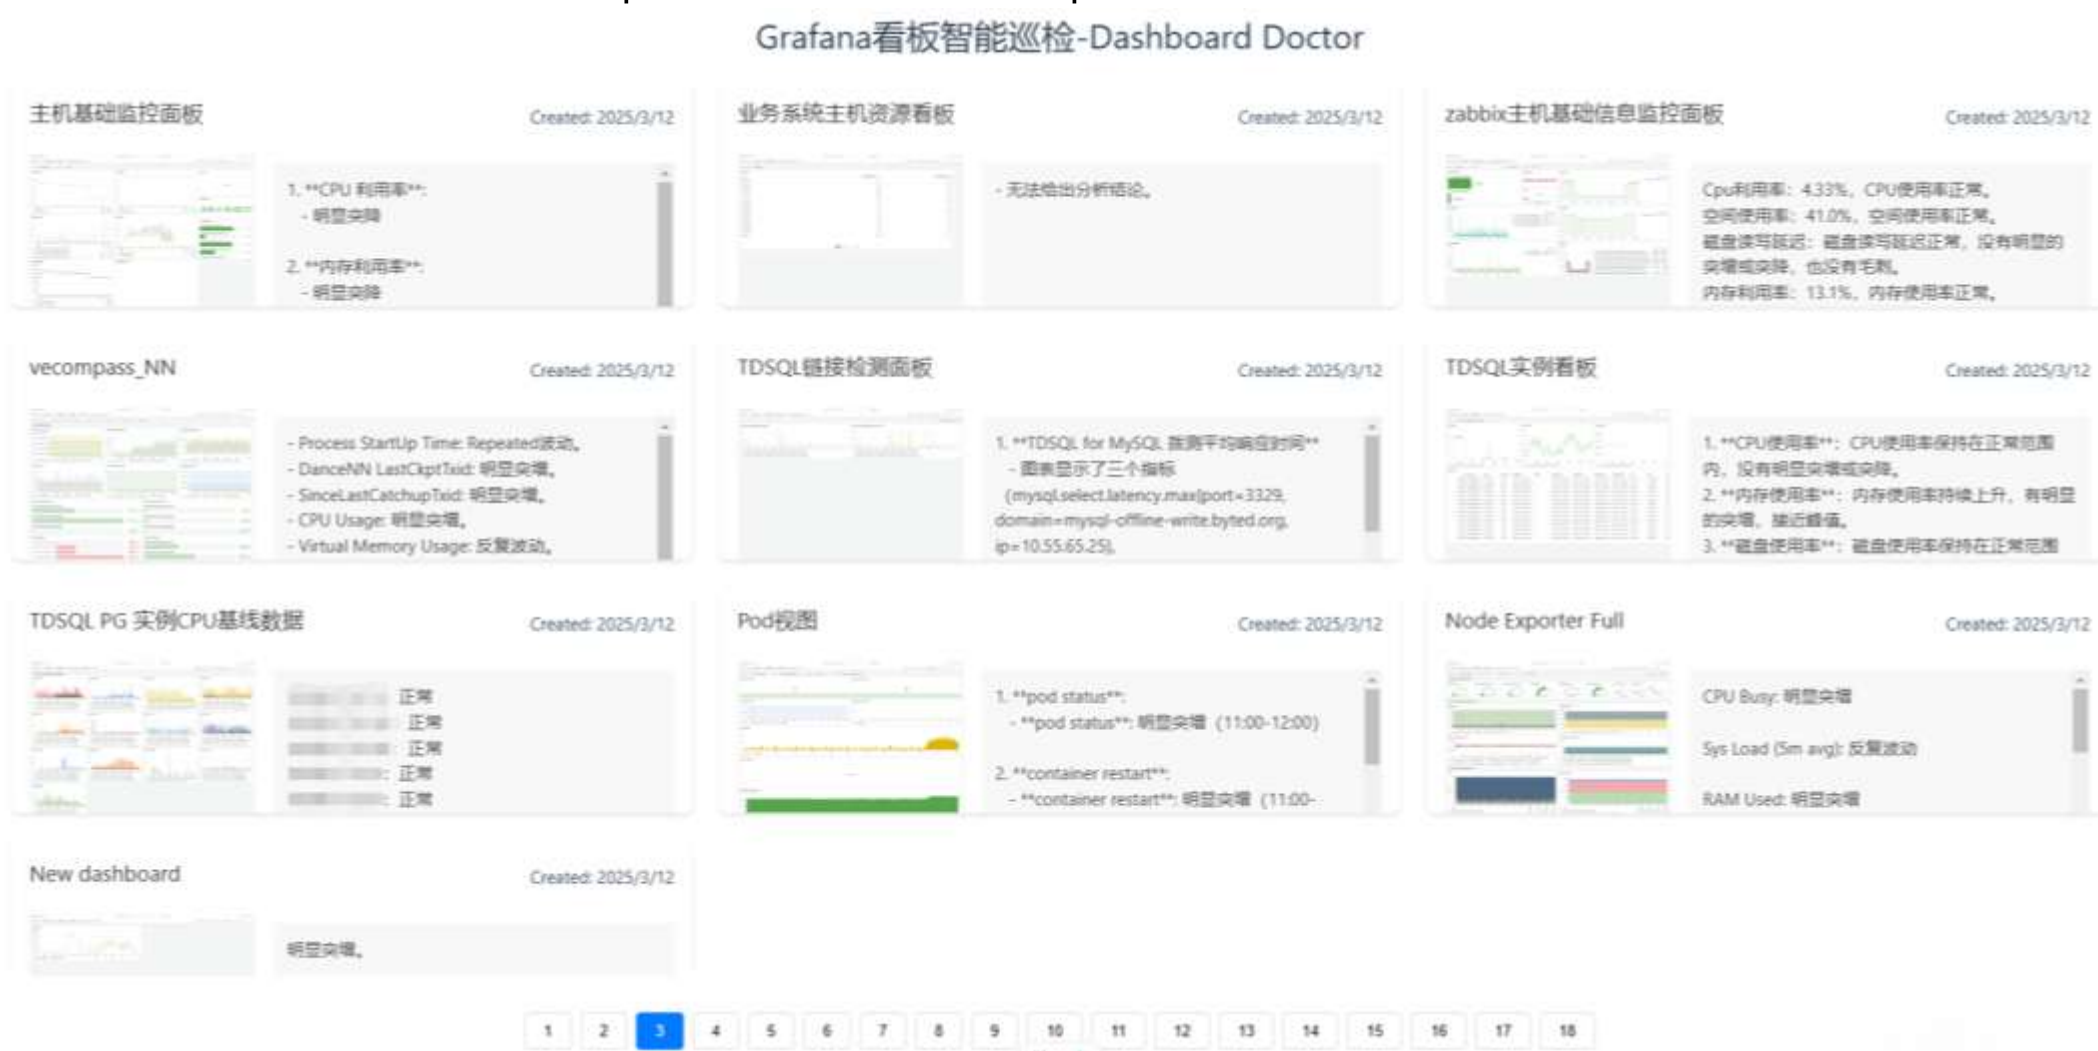 Grafana看板智能巡检-Dashboard Doctor
主机基础监控面板
Created: 2025/3/12
1. **CPU 利用率**:
- 明显突降
2. **内存利用率**:
- 明显突降
业务系统主机资源看板
Created: 2025/3/12
- 无法给出分析结论。
zabbix主机基础信息监控面板
Created: 2025/3/12
Cpu利用率: 4.33%, CPU使用率正常。
空间使用率: 41.0%, 空间使用率正常。
磁盘读写延迟: 磁盘读写延迟正常, 没有明显的
突增或突降, 也没有毛刺。
内存利用率: 13.1%, 内存使用率正常。
vecompass_NN
Created: 2025/3/12
- Process StartUp Time: Repeated波动。
- DanceNN LastCkptTxid: 明显突增。
- SinceLastCatchupTxid: 明显突增。
- CPU Usage: 明显突增。
- Virtual Memory Usage: 反复波动。
TDSQL链接检测面板
Created: 2025/3/12
1. **TDSQL for MySQL 拨测平均响应时间**
- 图表显示了三个指标
(mysql.select.latency.max[port=3329,
domain=mysql-offline-write.byted.org,
ip=10.55.65.25],
TDSQL实例看板
Created: 2025/3/12
1. **CPU使用率**: CPU使用率保持在正常范围
内, 没有明显突增或突降。
2. **内存使用率**: 内存使用率持续上升, 有明显
的突增, 接近峰值。
3. **磁盘使用率**: 磁盘使用率保持在正常范围
TDSQL PG 实例CPU基线数据
Created: 2025/3/12
正常
正常
正常
: 正常
: 正常
Pod视图
Created: 2025/3/12
1. **pod status**:
- **pod status**: 明显突增 (11:00-12:00)
2. **container restart**:
- **container restart**: 明显突增 (11:00-
Node Exporter Full
Created: 2025/3/12
CPU Busy: 明显突增
Sys Load (5m avg): 反复波动
RAM Used: 明显突增
New dashboard
Created: 2025/3/12
明显突增。
1 2 3 4 5 6 7 8 9 10 11 12 13 14 15 16 17 18